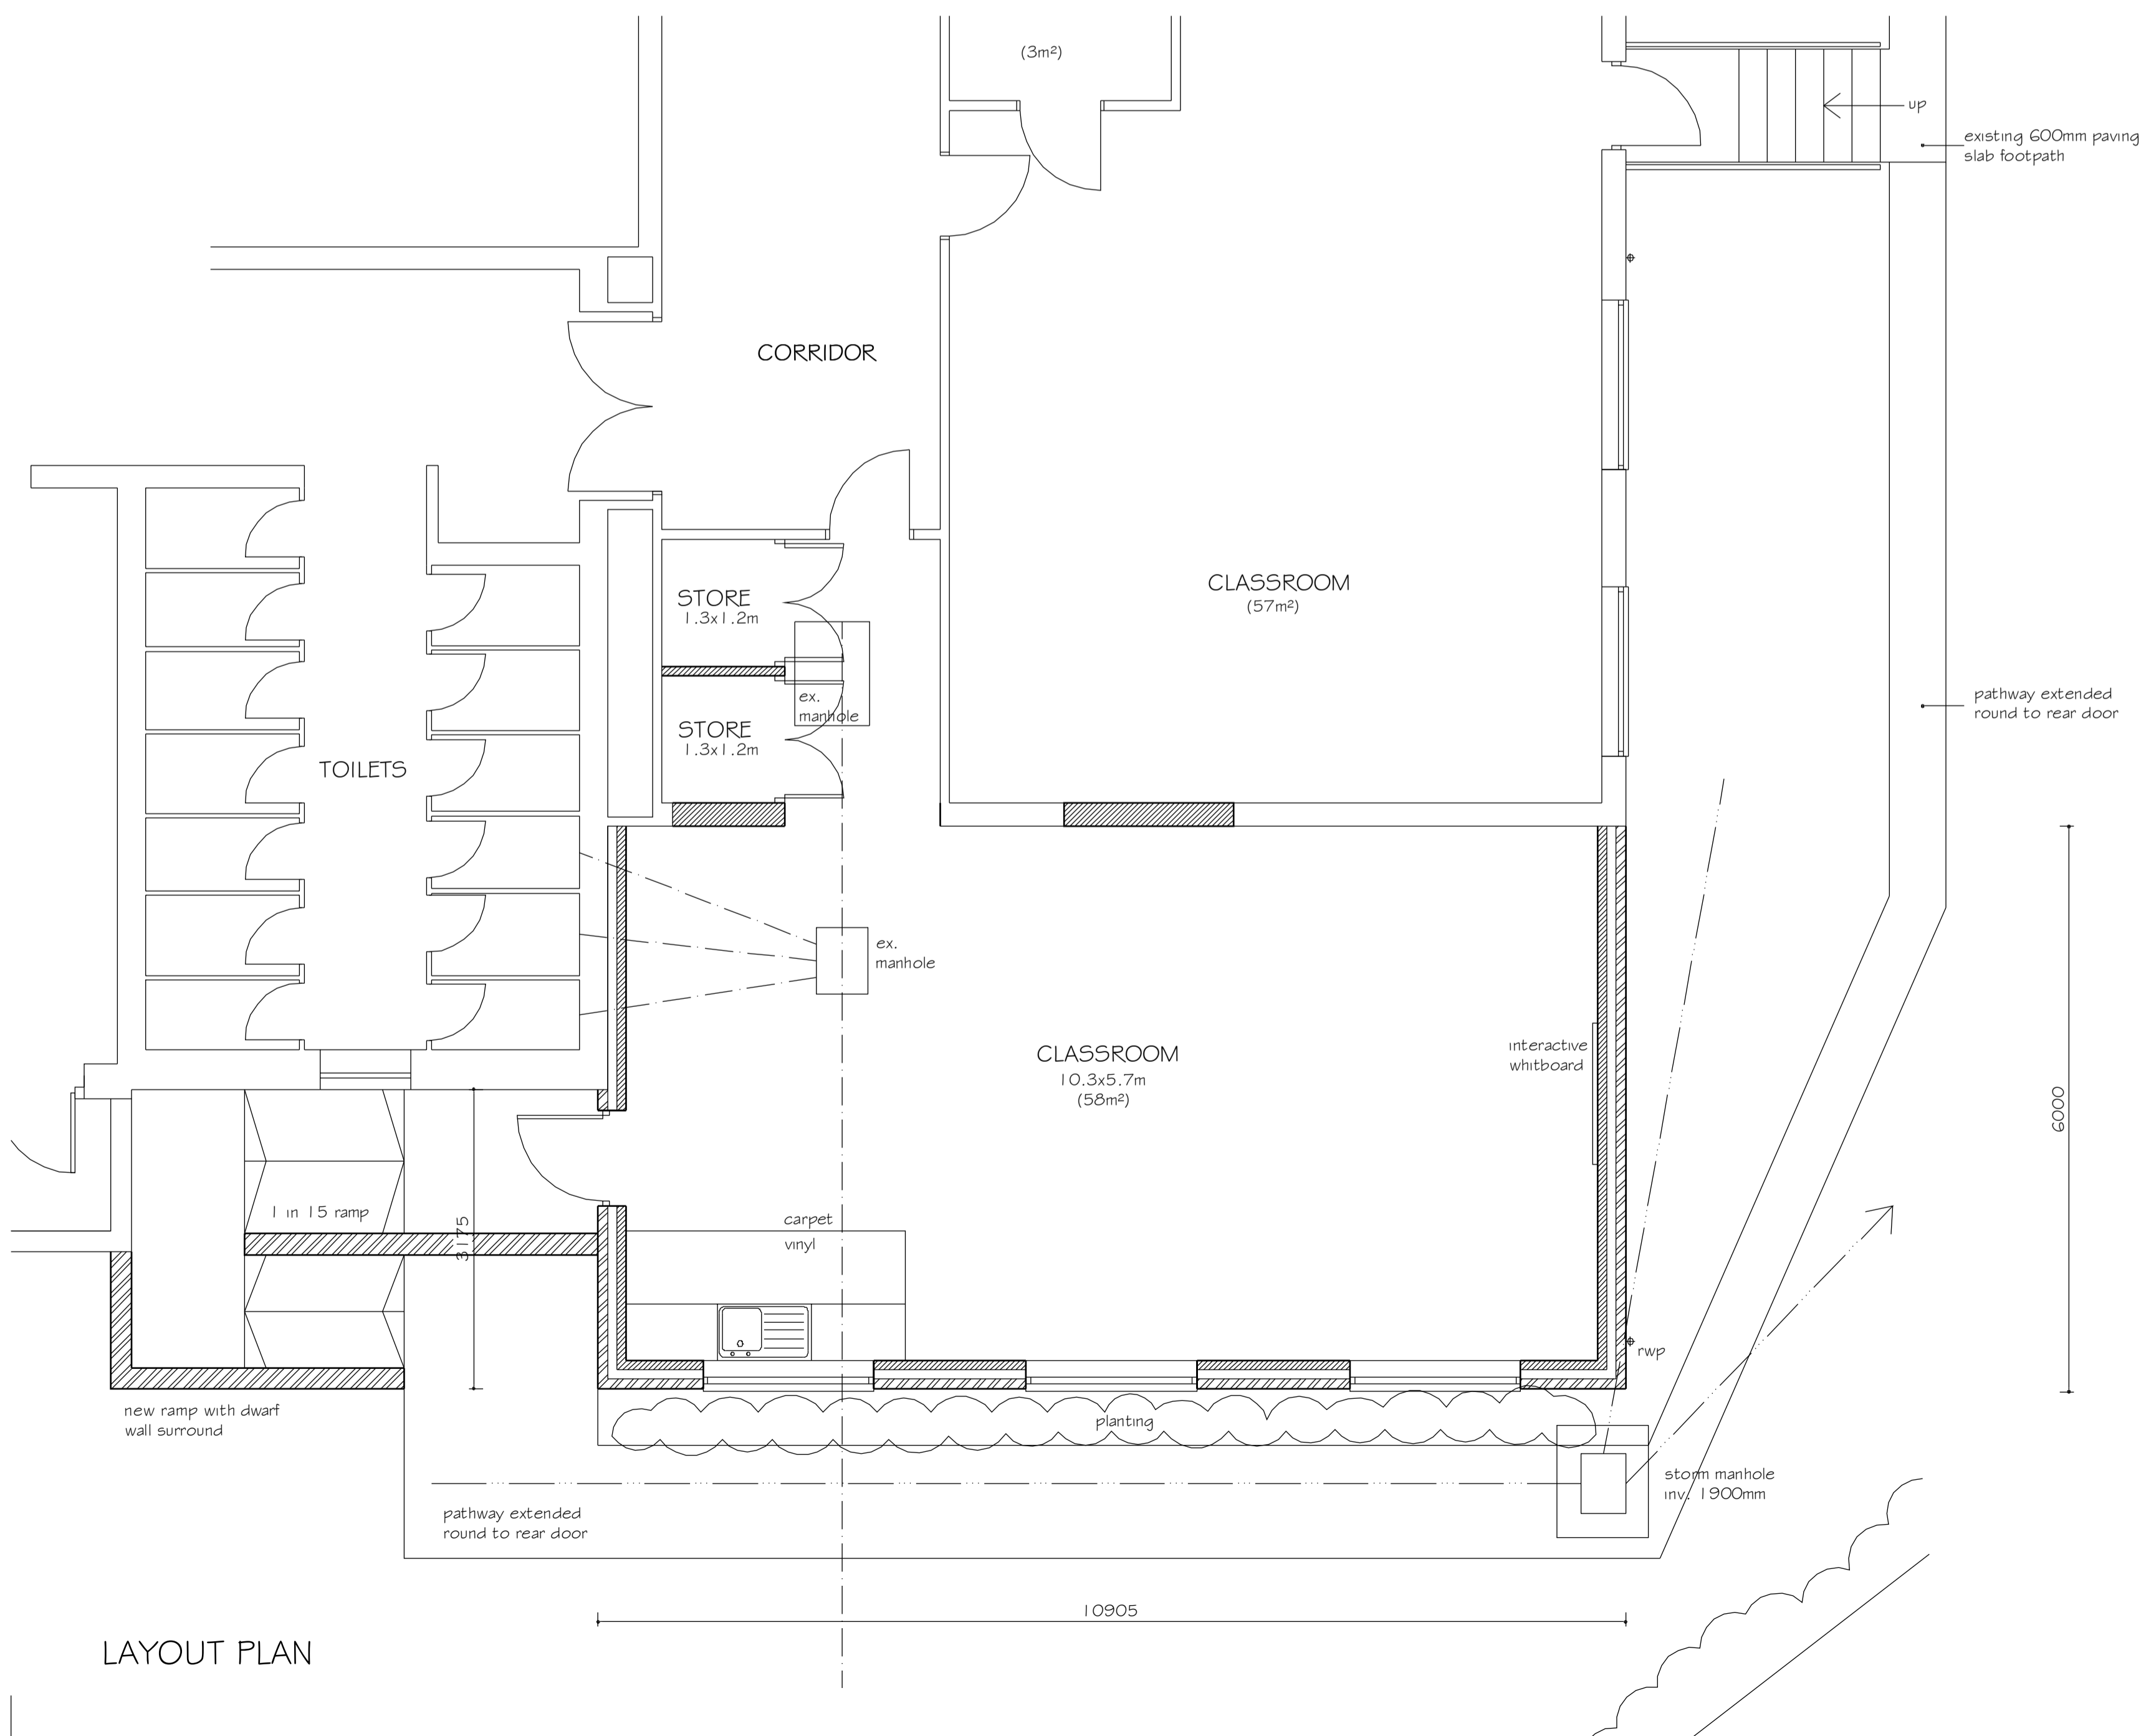 (3m²)
up
existing 600mm paving
slab footpath
CORRIDOR
CLASSROOM
(57m²)
STORE
1.3x1.2m
ex.
manhole
STORE
1.3x1.2m
pathway extended
round to rear door
TOILETS
ex.
manhole
CLASSROOM
10.3x5.7m
(58m²)
interactive
whitboard
6000
1 in 15 ramp
3175
carpet
vinyl
rwp
new ramp with dwarf
wall surround
planting
storm manhole
inv. 1900mm
pathway extended
round to rear door
10905
LAYOUT PLAN